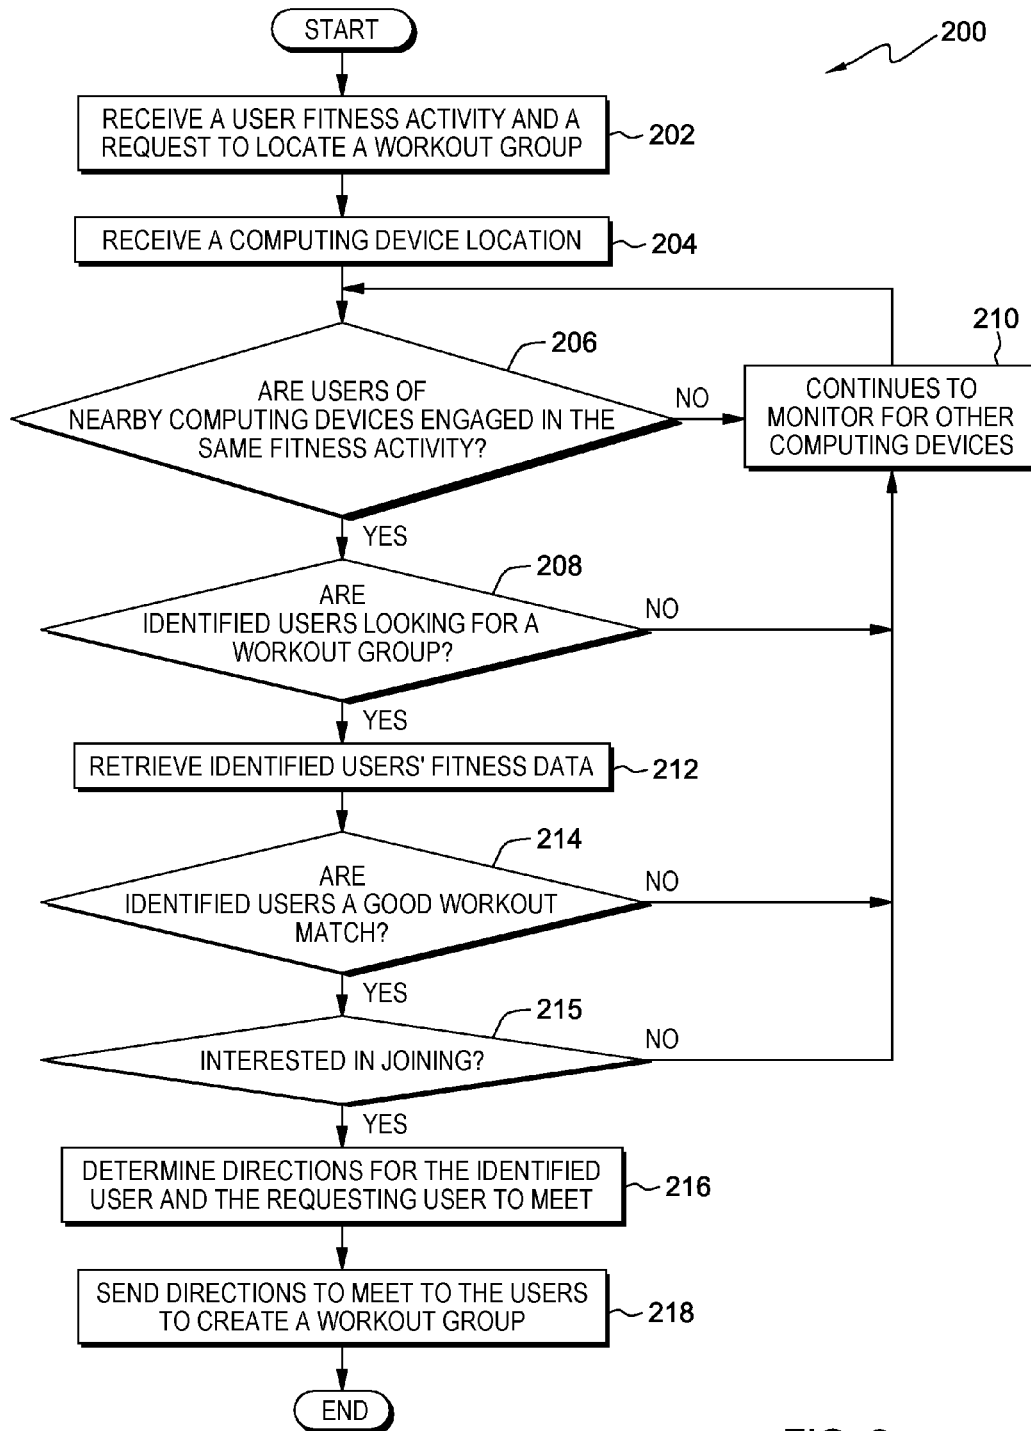 START
200
RECEIVE A USER FITNESS ACTIVITY AND A
REQUEST TO LOCATE A WORKOUT GROUP
202
RECEIVE A COMPUTING DEVICE LOCATION
204
206
ARE USERS OF
NEARBY COMPUTING DEVICES ENGAGED IN THE
SAME FITNESS ACTIVITY?
NO
210
CONTINUES TO
MONITOR FOR OTHER
COMPUTING DEVICES
YES
208
ARE
IDENTIFIED USERS LOOKING FOR A
WORKOUT GROUP?
NO
YES
RETRIEVE IDENTIFIED USERS' FITNESS DATA
212
214
ARE
IDENTIFIED USERS A GOOD WORKOUT
MATCH?
NO
YES
215
INTERESTED IN JOINING?
NO
YES
DETERMINE DIRECTIONS FOR THE IDENTIFIED
USER AND THE REQUESTING USER TO MEET
216
SEND DIRECTIONS TO MEET TO THE USERS
TO CREATE A WORKOUT GROUP
218
END